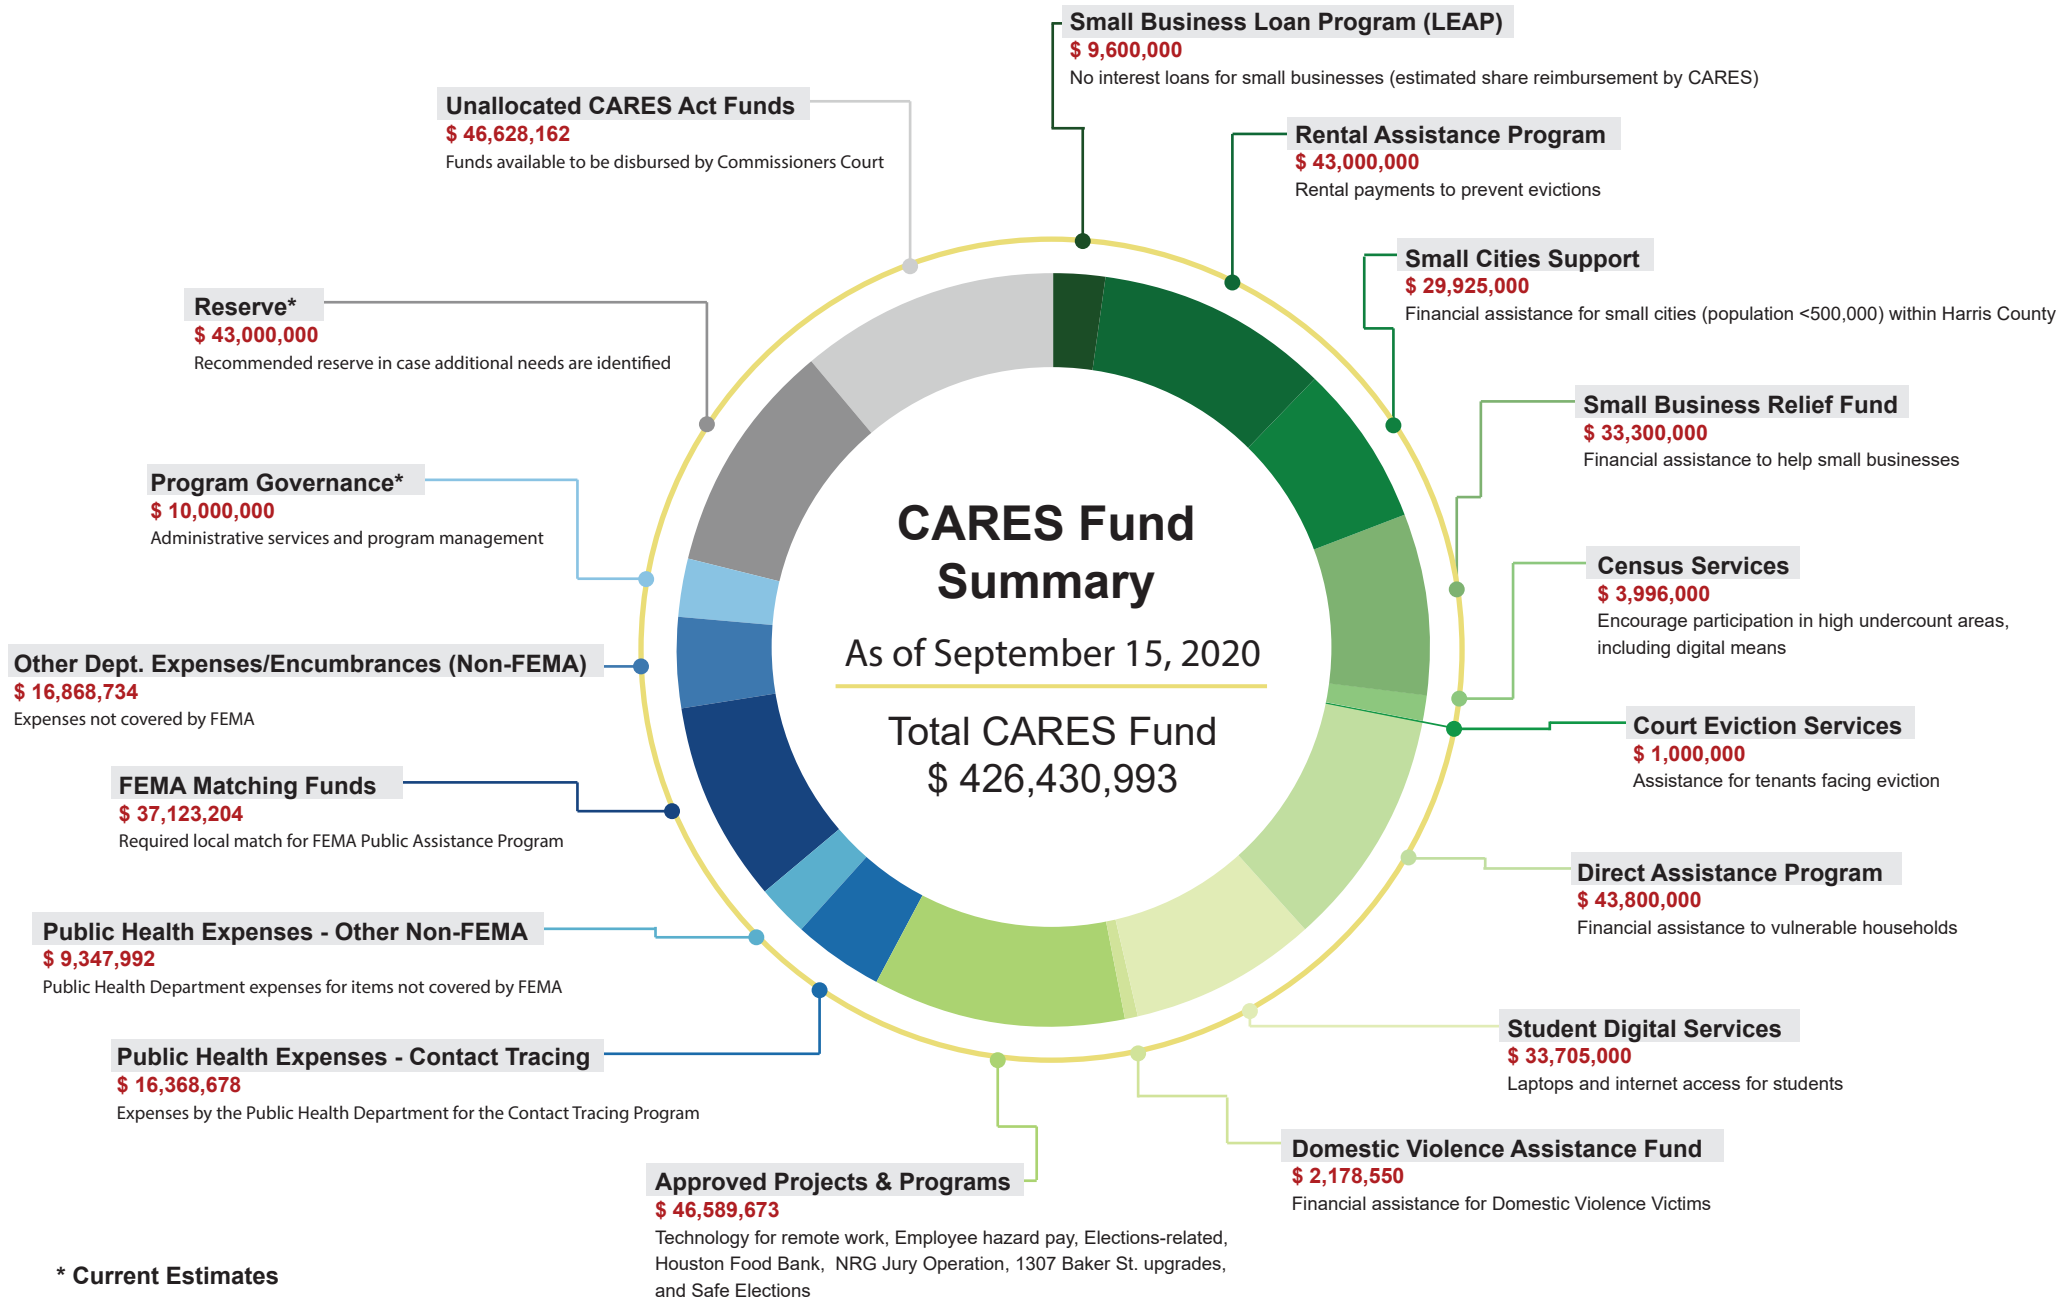 Small Business Loan Program (LEAP)
$ 9,600,000
No interest loans for small businesses (estimated share reimbursement by CARES)
Unallocated CARES Act Funds
$ 46,628,162
Funds available to be disbursed by Commissioners Court
Rental Assistance Program
$ 43,000,000
Rental payments to prevent evictions
Small Cities Support
$ 29,925,000
Financial assistance for small cities (population <500,000) within Harris County
Reserve*
$ 43,000,000
Recommended reserve in case additional needs are identified
Small Business Relief Fund
$ 33,300,000
Financial assistance to help small businesses
Program Governance*
$ 10,000,000
Administrative services and program management
CARES Fund
Summary
As of September 15, 2020
Total CARES Fund
$ 426,430,993
Census Services
$ 3,996,000
Encourage participation in high undercount areas,
including digital means
Other Dept. Expenses/Encumbrances (Non-FEMA)
$ 16,868,734
Expenses not covered by FEMA
Court Eviction Services
$ 1,000,000
Assistance for tenants facing eviction
FEMA Matching Funds
$ 37,123,204
Required local match for FEMA Public Assistance Program
Direct Assistance Program
$ 43,800,000
Financial assistance to vulnerable households
Public Health Expenses - Other Non-FEMA
$ 9,347,992
Public Health Department expenses for items not covered by FEMA
Student Digital Services
$ 33,705,000
Laptops and internet access for students
Public Health Expenses - Contact Tracing
$ 16,368,678
Expenses by the Public Health Department for the Contact Tracing Program
Domestic Violence Assistance Fund
$ 2,178,550
Financial assistance for Domestic Violence Victims
Approved Projects & Programs
$ 46,589,673
Technology for remote work, Employee hazard pay, Elections-related,
Houston Food Bank,  NRG Jury Operation, 1307 Baker St. upgrades,
and Safe Elections
* Current Estimates